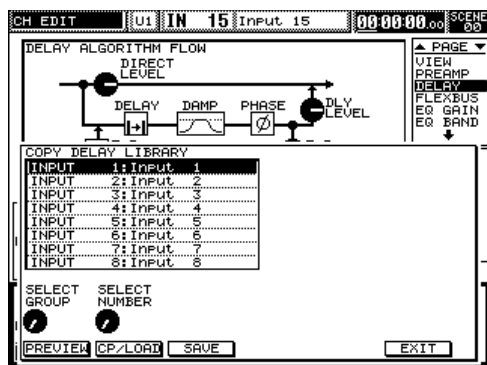 CH EDIT U1 IN 15 Input 15 00:00:00.00 SCENE 00
DELAY ALGORITHM FLOW
▲ PAGE ▼
DIRECT LEVEL
VIEW
PREAMP
DELAY
FLEXBUS
EQ GAIN
EQ BAND
DELAY DAMP PHASE DLY LEVEL
COPY DELAY LIBRARY
INPUT 1:Input 1
INPUT 2:Input 2
INPUT 3:Input 3
INPUT 4:Input 4
INPUT 5:Input 5
INPUT 6:Input 6
INPUT 7:Input 7
INPUT 8:Input 8
SELECT GROUP
SELECT NUMBER
PREVIEW CP/LOAD SAVE EXIT